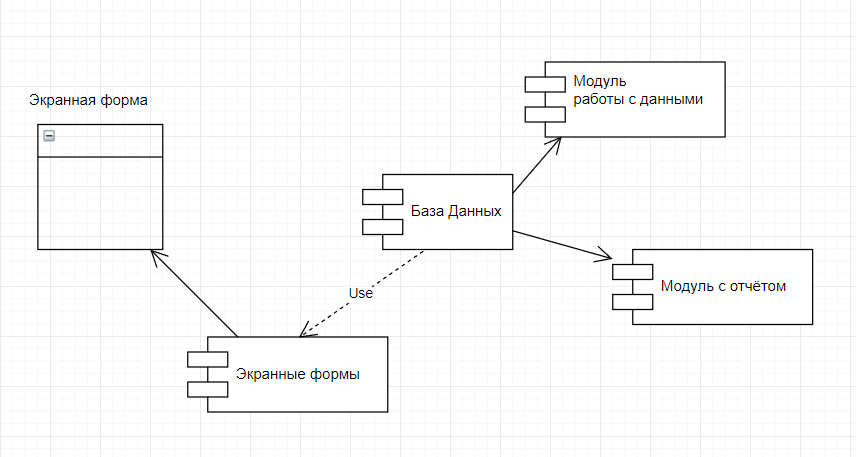 Модуль
работы с данными
Экранная форма
База Данных
Модуль с отчётом
Use
Экранные формы